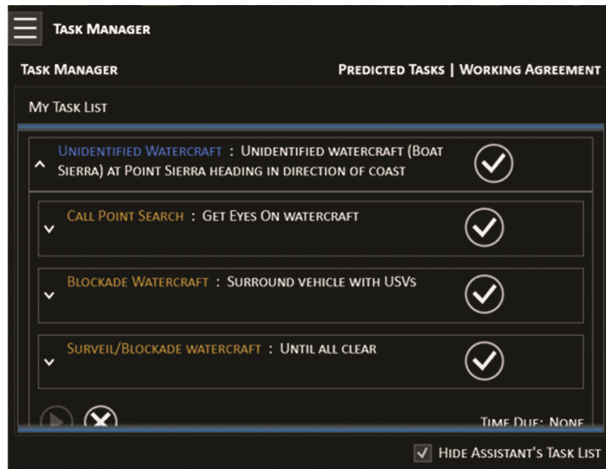 Task Manager
Task Manager
Predicted Tasks | Working Agreement
My Task List
Unidentified Watercraft : Unidentified watercraft (Boat
Sierra) at Point Sierra heading in direction of coast
Call Point Search : Get Eyes On watercraft
Blockade Watercraft : Surround vehicle with USVs
Surveil/Blockade watercraft : Until all clear
Time Due: None
Hide Assistant's Task List